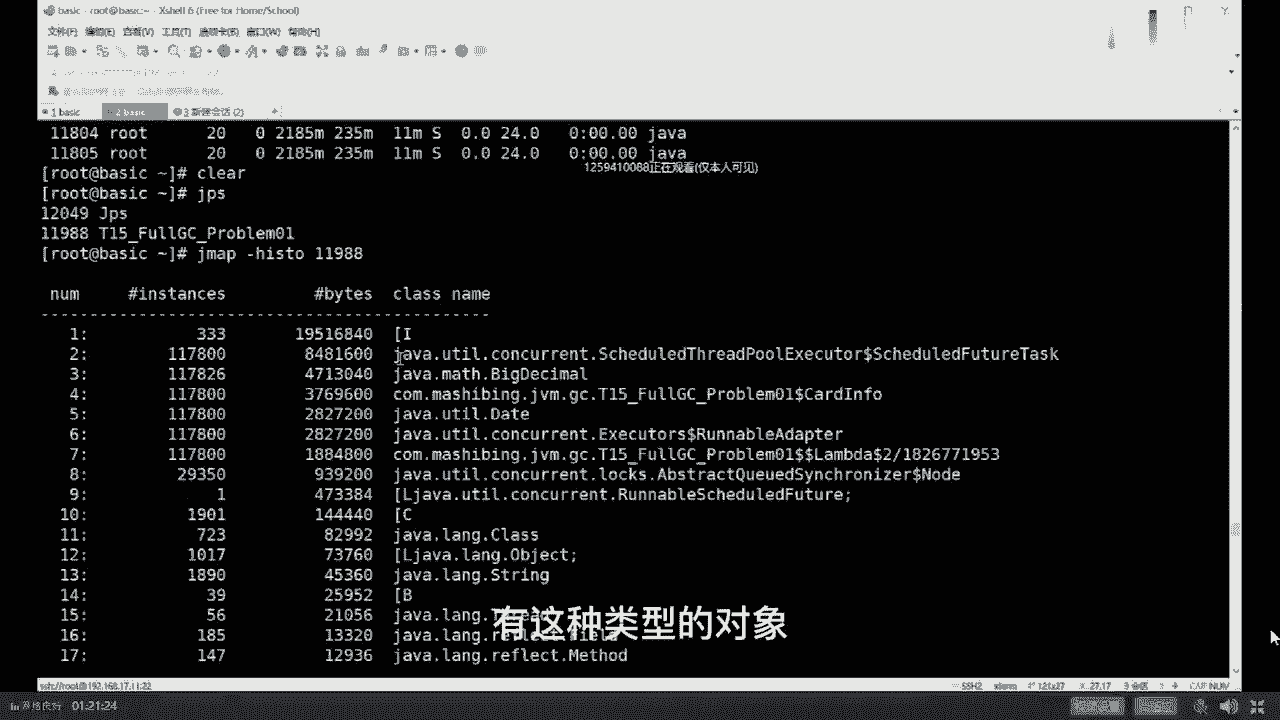 basic - root@basic:~ - Xshell 6 (Free for Home/School)
文件(F) 编辑(E) 查看(V) 工具(T) 选项卡(B) 窗口(W) 帮助(H)
1 basic 2 basic 3 新建会话 (2) +
11804 root 20 0 2185m 235m 11m S 0.0 24.0 0:00.00 java
11805 root 20 0 2185m 235m 11m S 0.0 24.0 0:00.00 java
1259410088正在观看(仅本人可见)
[root@basic ~]# clear
[root@basic ~]# jps
12049 Jps
11988 T15_FullGC_Problem01
[root@basic ~]# jmap -histo 11988
num #instances #bytes class name
----------------------------------------------
1: 333 19516840 [I
2: 117800 8481600 java.util.concurrent.ScheduledThreadPoolExecutor$ScheduledFutureTask
3: 117826 4713040 java.math.BigDecimal
4: 117800 3769600 com.mashibing.jvm.gc.T15_FullGC_Problem01$CardInfo
5: 117800 2827200 java.util.Date
6: 117800 2827200 java.util.concurrent.Executors$RunnableAdapter
7: 117800 1884800 com.mashibing.jvm.gc.T15_FullGC_Problem01$$Lambda$2/1826771953
8: 29350 939200 java.util.concurrent.locks.AbstractQueuedSynchronizer$Node
9: 1 473384 [Ljava.util.concurrent.RunnableScheduledFuture;
10: 1901 144440 [C
11: 723 82992 java.lang.Class
12: 1017 73760 [Ljava.lang.Object;
13: 1890 45360 java.lang.String
14: 39 25952 [B
15: 56 21056
16: 185 13320
17: 147 12936 java.lang.reflect.Method
有这种类型的对象
ssh://root@192.168.17.11:22
SSH2 xterm 121x27 27,17 3 会话 CAP NUM
01:21:24